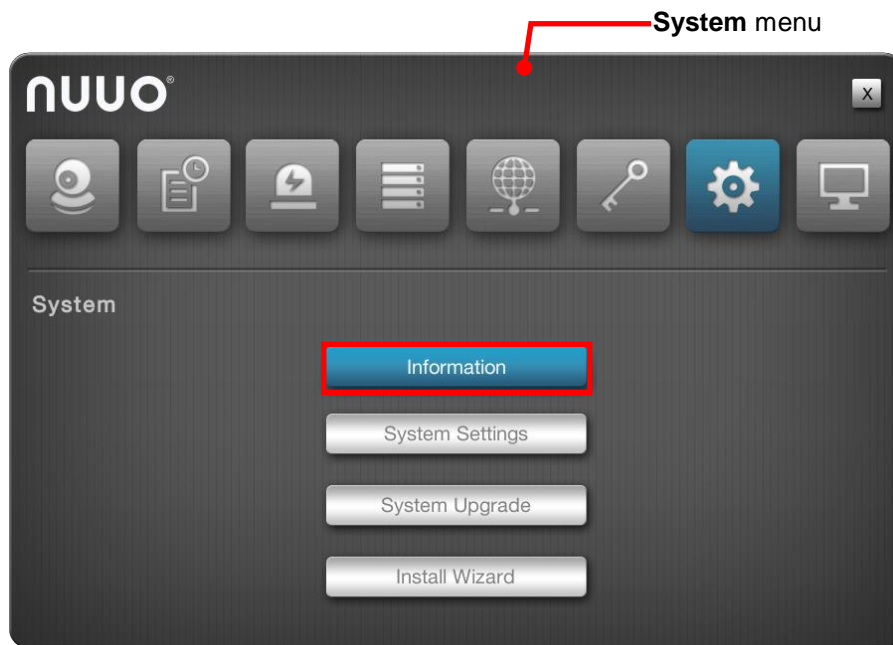 System menu
nuuo®
X
System
Information
System Settings
System Upgrade
Install Wizard